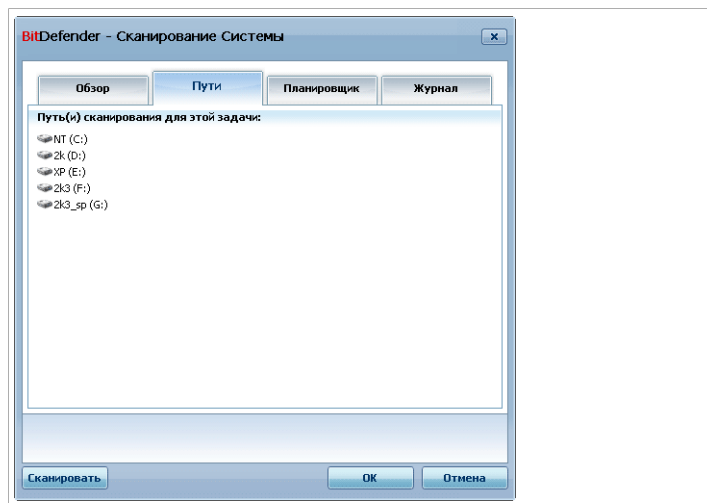 BitDefender - Сканирование Системы
Обзор
Пути
Планировщик
Журнал
Путь(и) сканирования для этой задачи:
NT (C:)
2k (D:)
XP (E:)
2k3 (F:)
2k3_sp (G:)
Сканировать
OK
Отмена